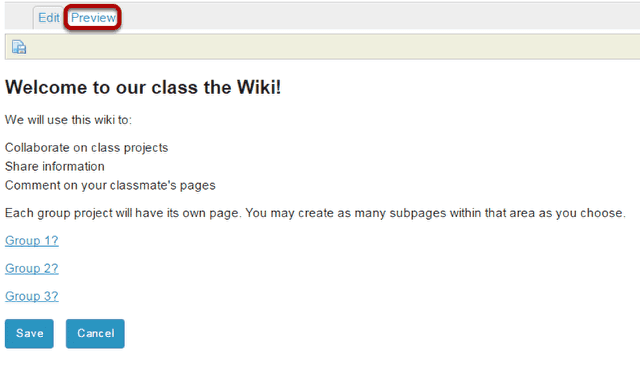 Edit Preview
Welcome to our class the Wiki!
We will use this wiki to:
Collaborate on class projects
Share information
Comment on your classmate's pages
Each group project will have its own page. You may create as many subpages within that area as you choose.
Group 1?
Group 2?
Group 3?
Save Cancel